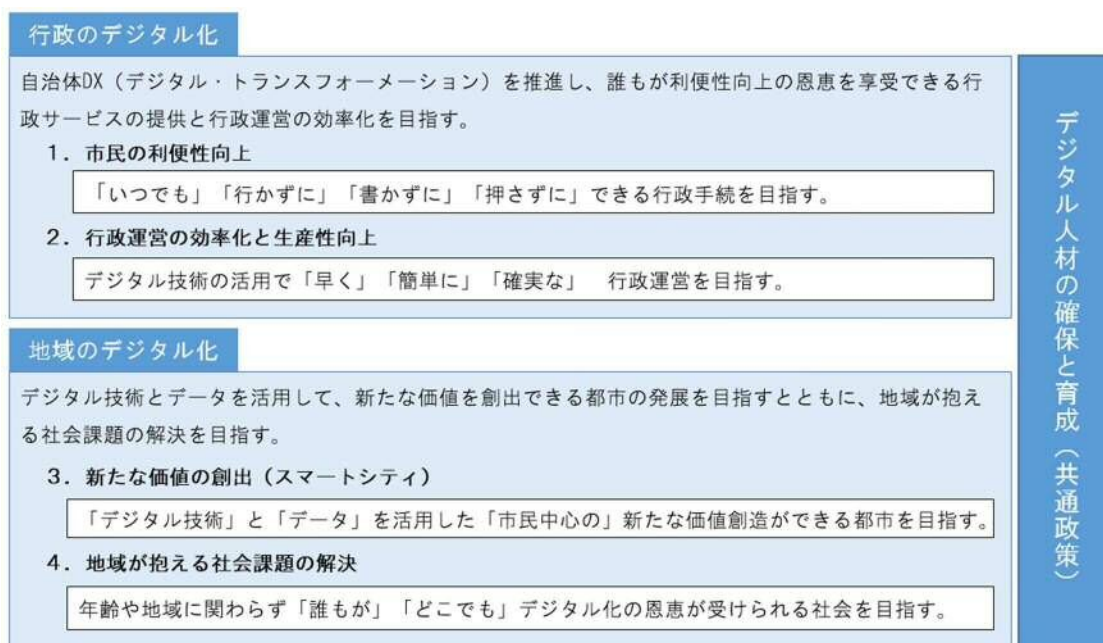 行政のデジタル化
自治体DX（デジタル・トランスフォーメーション）を推進し、誰もが利便性向上の恩恵を享受できる行
政サービスの提供と行政運営の効率化を目指す。
1．市民の利便性向上
「いつでも」「行かずに」「書かずに」「押さずに」できる行政手続を目指す。
2．行政運営の効率化と生産性向上
デジタル技術の活用で「早く」「簡単に」「確実な」　行政運営を目指す。
地域のデジタル化
デジタル技術とデータを活用して、新たな価値を創出できる都市の発展を目指すとともに、地域が抱え
る社会課題の解決を目指す。
3．新たな価値の創出（スマートシティ）
「デジタル技術」と「データ」を活用した「市民中心の」新たな価値創造ができる都市を目指す。
4．地域が抱える社会課題の解決
年齢や地域に関わらず「誰もが」「どこでも」デジタル化の恩恵が受けられる社会を目指す。
デジタル人材の確保と育成（共通政策）